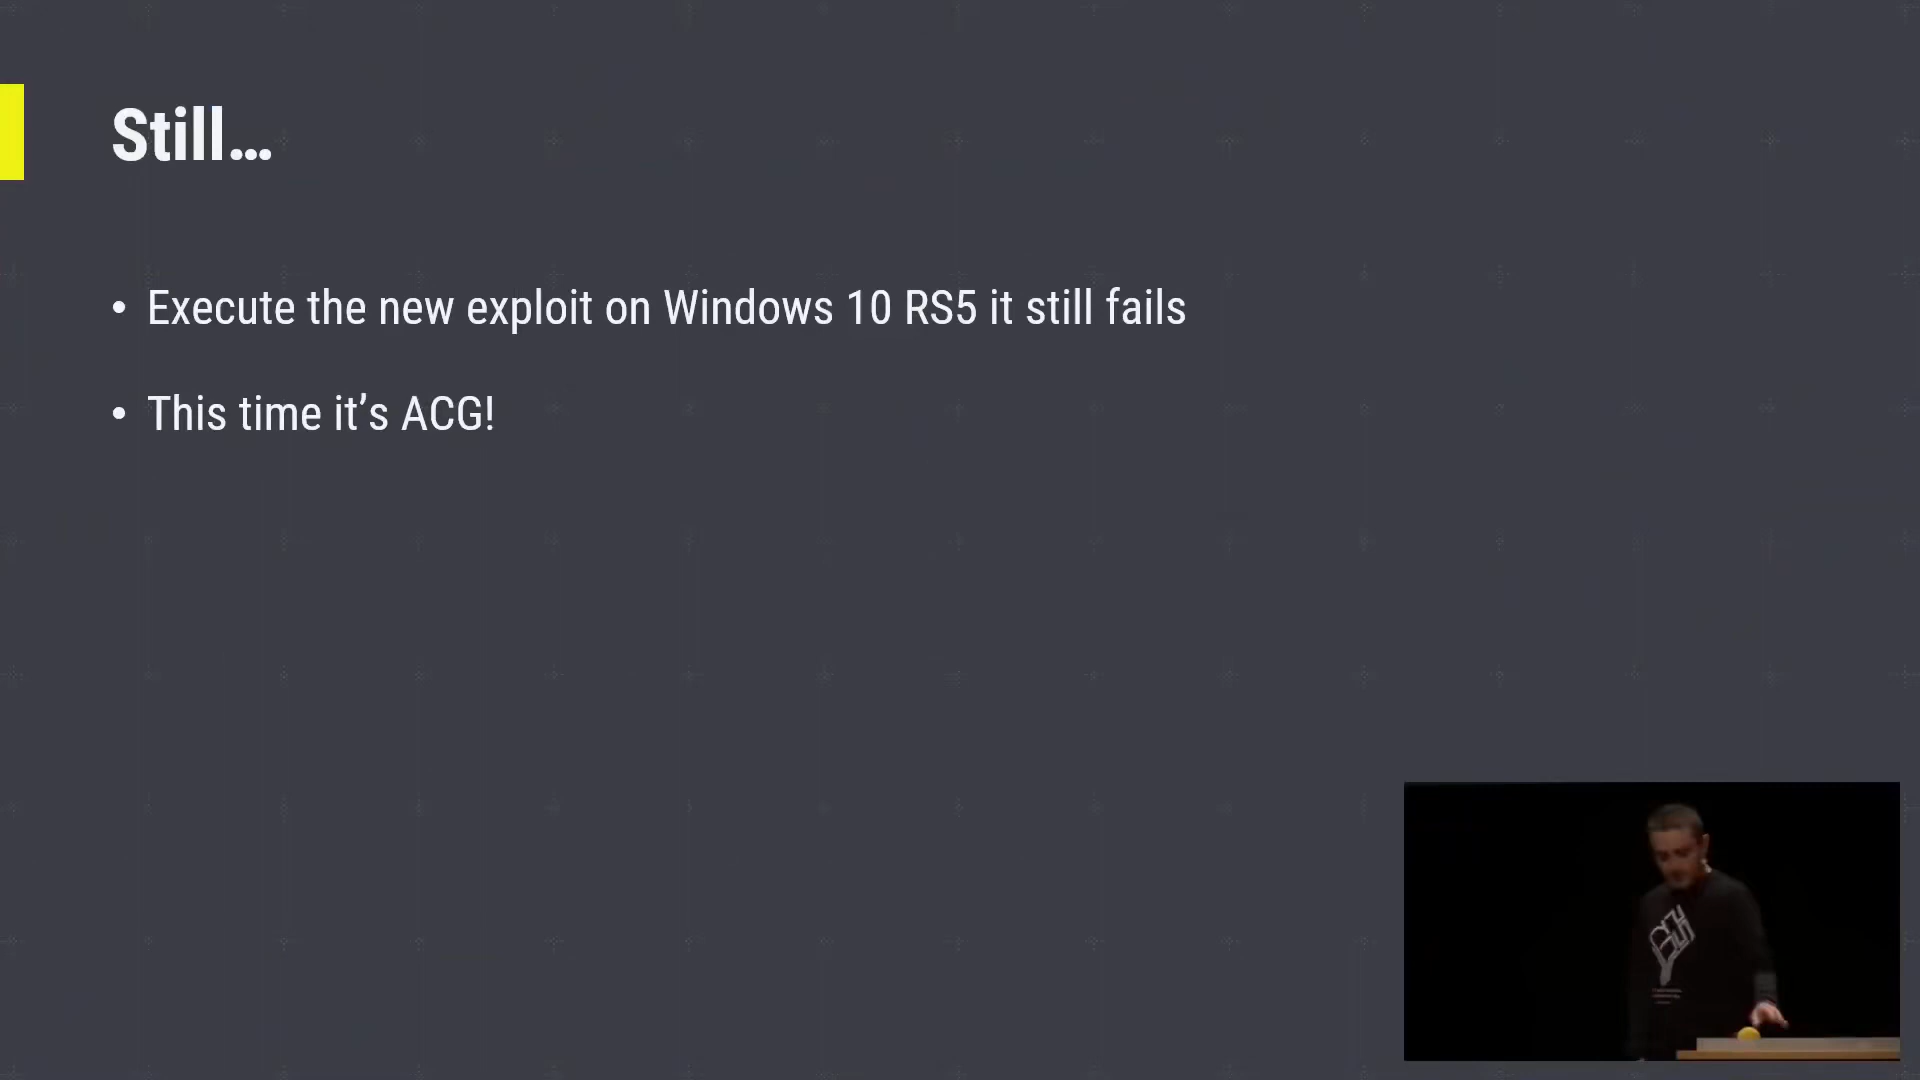 Still…
• Execute the new exploit on Windows 10 RS5 it still fails
• This time it’s ACG!